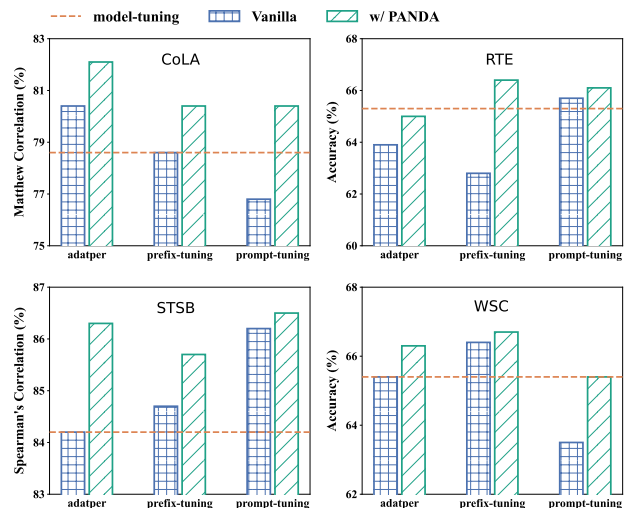 model-tuning Vanilla w/ PANDA
CoLA
Matthew Correlation (%)
83
81
79
77
75
adatper prefix-tuning prompt-tuning
RTE
Accuracy (%)
68
66
64
62
60
adatper prefix-tuning prompt-tuning
STSB
Spearman's Correlation (%)
87
86
85
84
83
adatper prefix-tuning prompt-tuning
WSC
Accuracy (%)
68
66
65
63
62
adatper prefix-tuning prompt-tuning